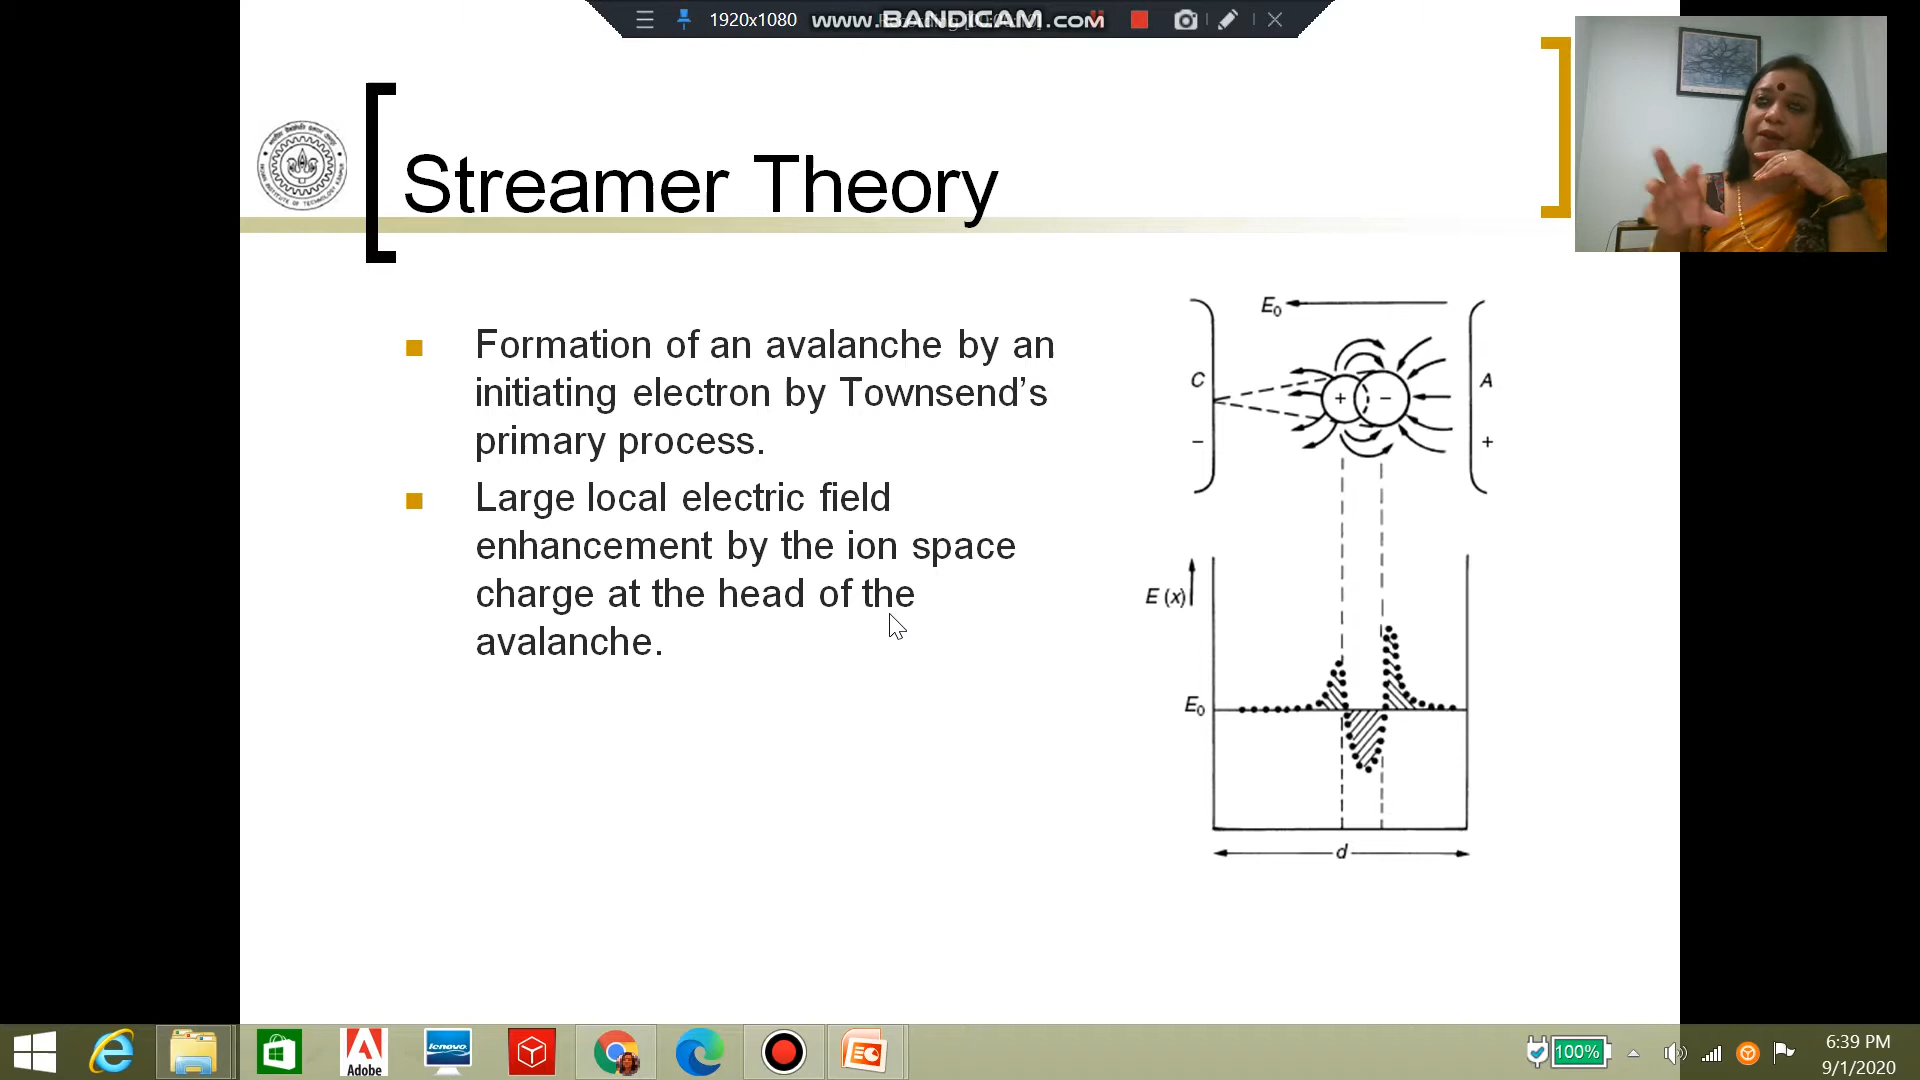 1920x1080
www.BANDICAM.com
Streamer Theory
Formation of an avalanche by an
initiating electron by Townsend's
primary process.
Large local electric field
enhancement by the ion space
charge at the head of the
avalanche.
E0
C
A
+
−
−
+
E (x)
E0
d
Adobe
lenovo
100%
6:39 PM
9/1/2020